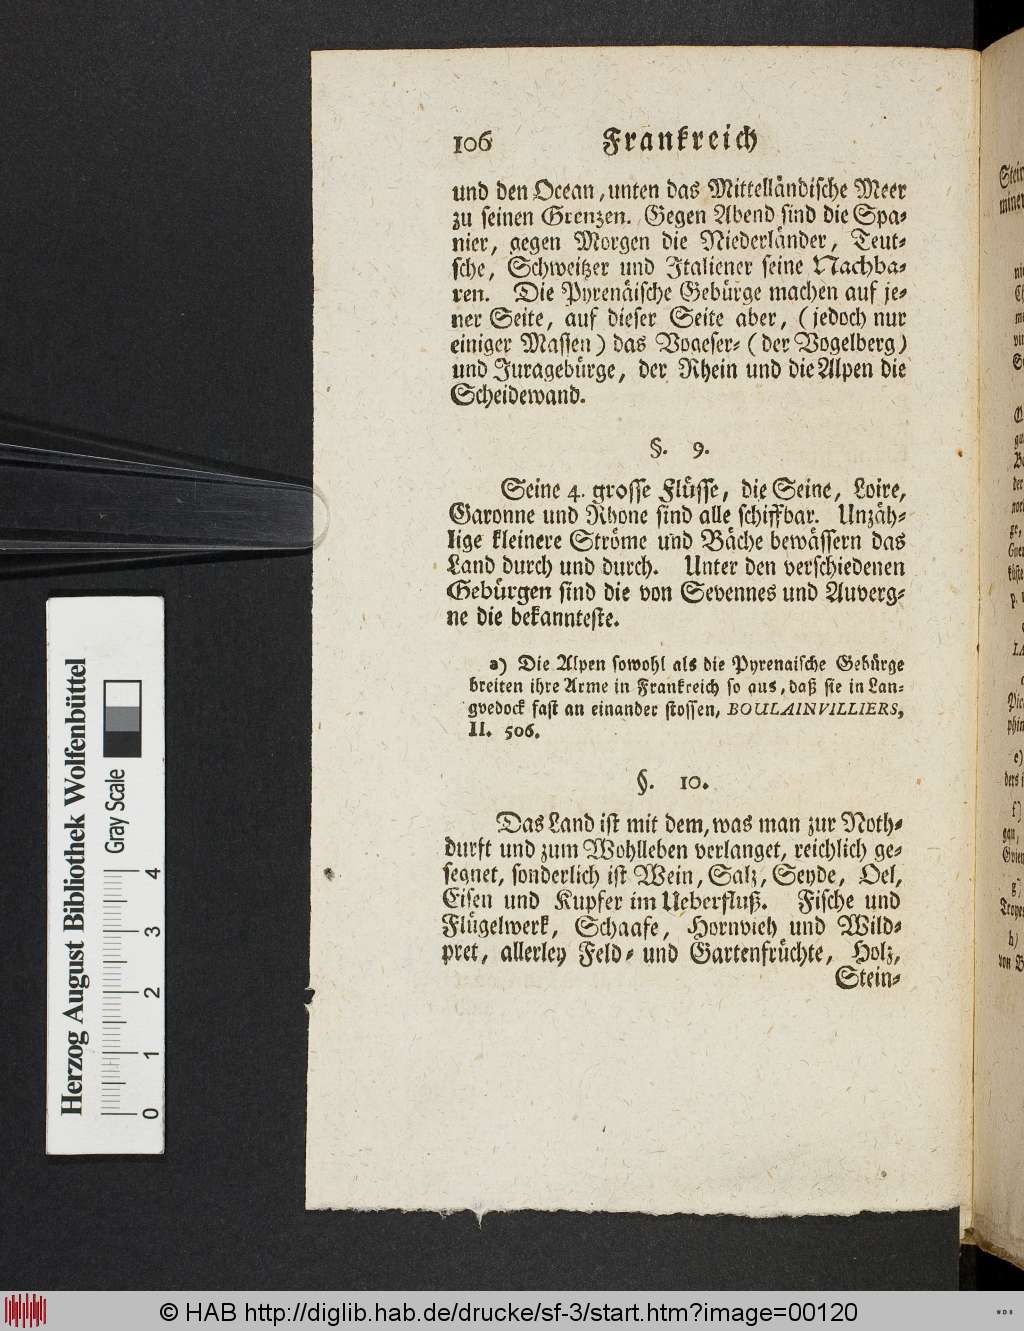 106 Frankreich
und den Ocean, unten das Mittelländische Meer
zu seinen Grenzen. Gegen Abend sind die Spa-
nier, gegen Morgen die Niederländer, Teut-
sche, Schweitzer und Italiener seine Nachba-
ren. Die Pyrenäische Gebürge machen auf je-
ner Seite, auf dieser Seite aber, (jedoch nur
einiger Massen) das Vogeser- (der Vogelberg)
und Juragebürge, der Rhein und die Alpen die
Scheidewand.
§. 9.
Seine 4. grosse Flüsse, die Seine, Loire,
Garonne und Rhone sind alle schiffbar. Unzäh-
lige kleinere Ströme und Bäche bewässern das
Land durch und durch. Unter den verschiedenen
Gebürgen sind die von Sevennes und Auverg-
ne die bekannteste.
a) Die Alpen sowohl als die Pyrenaische Gebürge
breiten ihre Arme in Frankreich so aus, daß sie in Lan-
gvedock fast an einander stossen, BOULAINVILLIERS,
II. 506.
§. 10.
Das Land ist mit dem, was man zur Noth-
durft und zum Wohlleben verlanget, reichlich ge-
segnet, sonderlich ist Wein, Salz, Seyde, Oel,
Eisen und Kupfer im Ueberfluß. Fische und
Flügelwerk, Schaafe, Hornvieh und Wild-
pret, allerley Feld- und Gartenfrüchte, Holz,
Stein-
Herzog August Bibliothek Wolfenbüttel
Gray Scale
0 1 2 3 4
© HAB http://diglib.hab.de/drucke/sf-3/start.htm?image=00120